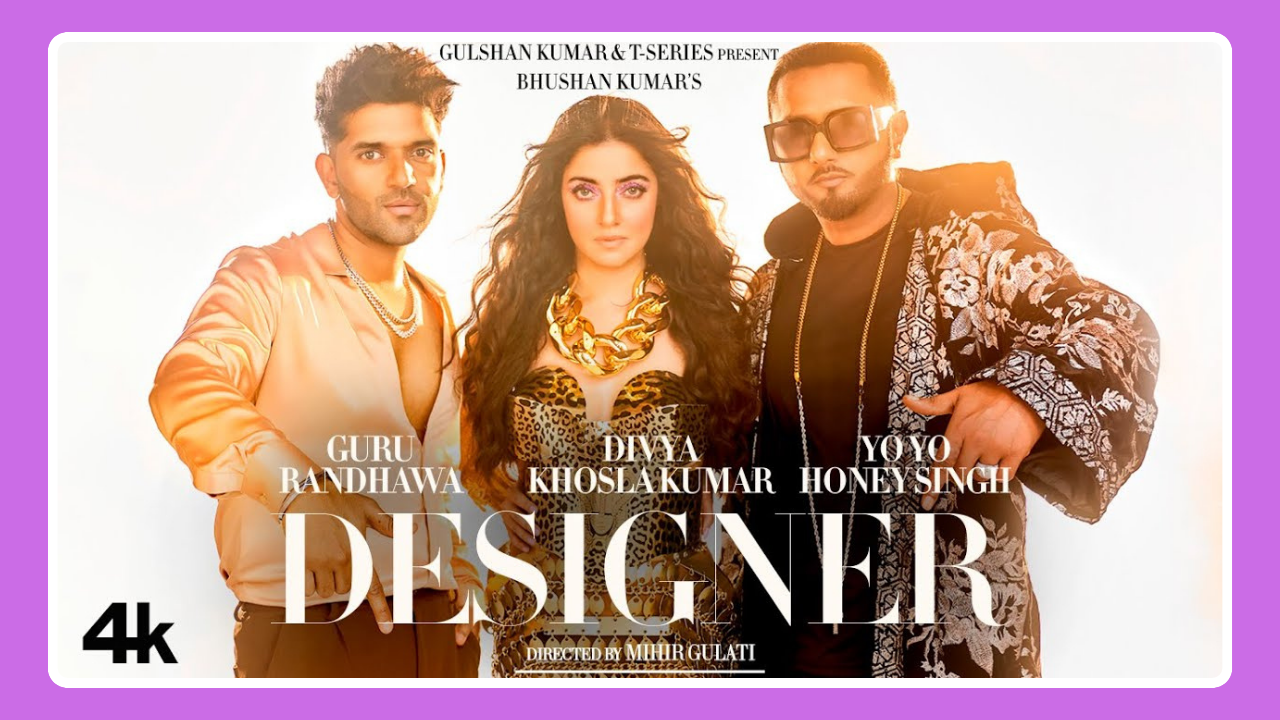 GULSHAN KUMAR & T-SERIES PRESENT
BHUSHAN KUMAR'S
GURU
RANDHAWA
DIVYA
KHOSLA KUMAR
YO YO
HONEY SINGH
DESIGNER
DIRECTED BY MIHIR GULATI
4k